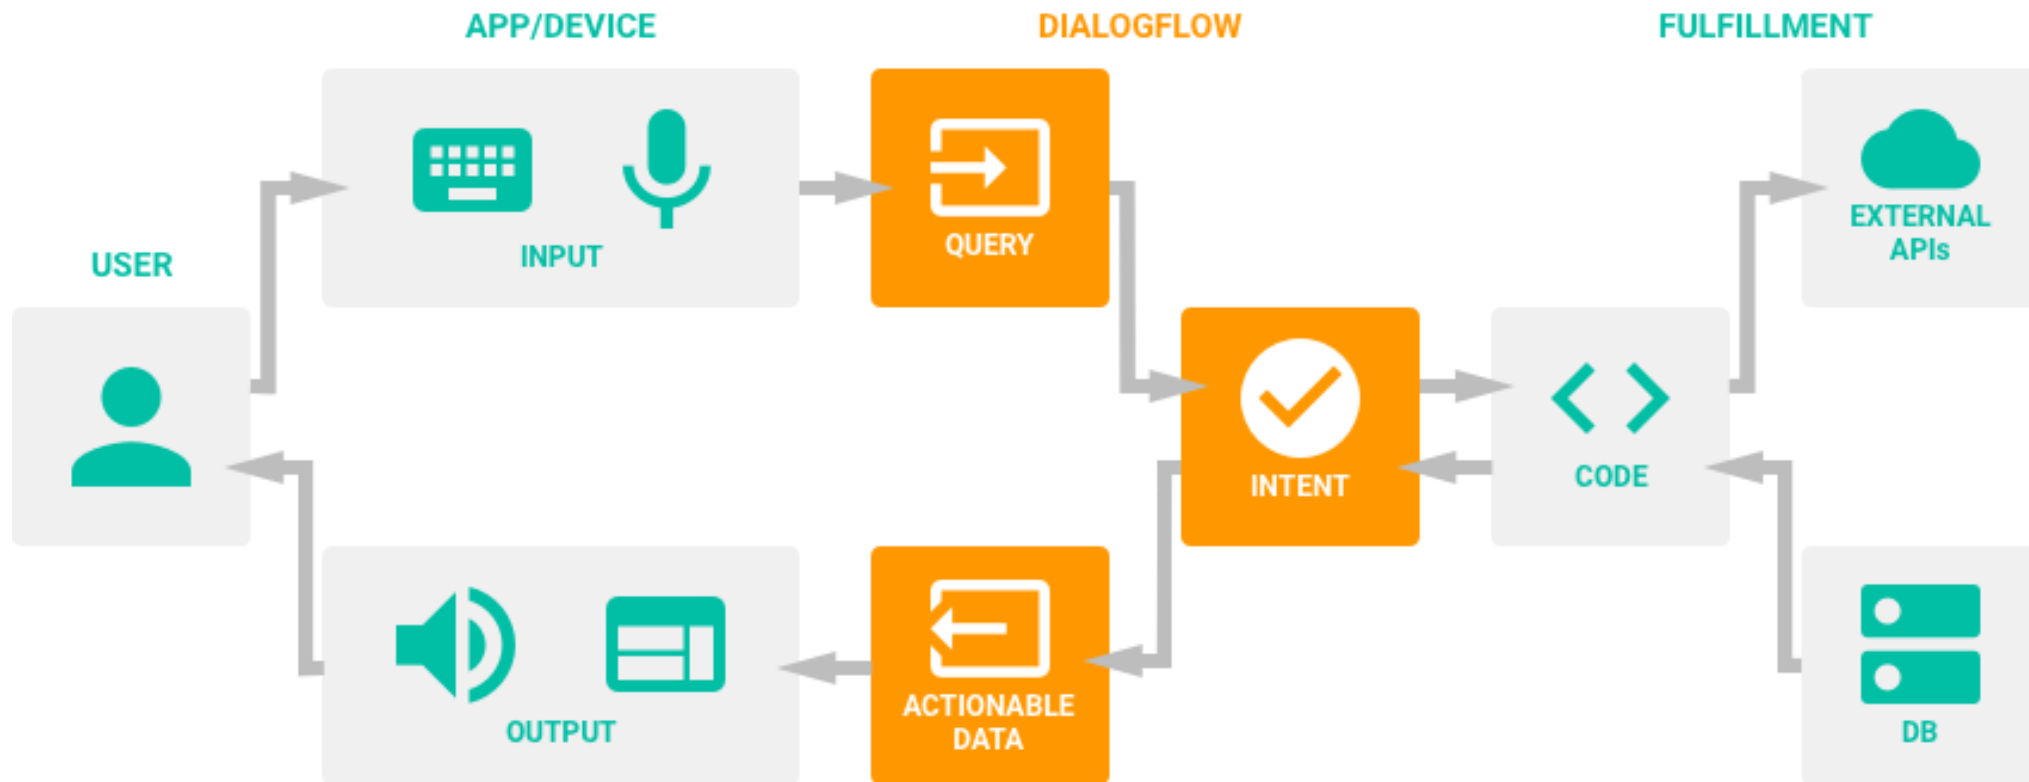 APP/DEVICE
DIALOGFLOW
FULFILLMENT
USER
INPUT
QUERY
EXTERNAL
APIs
INTENT
CODE
OUTPUT
ACTIONABLE
DATA
DB